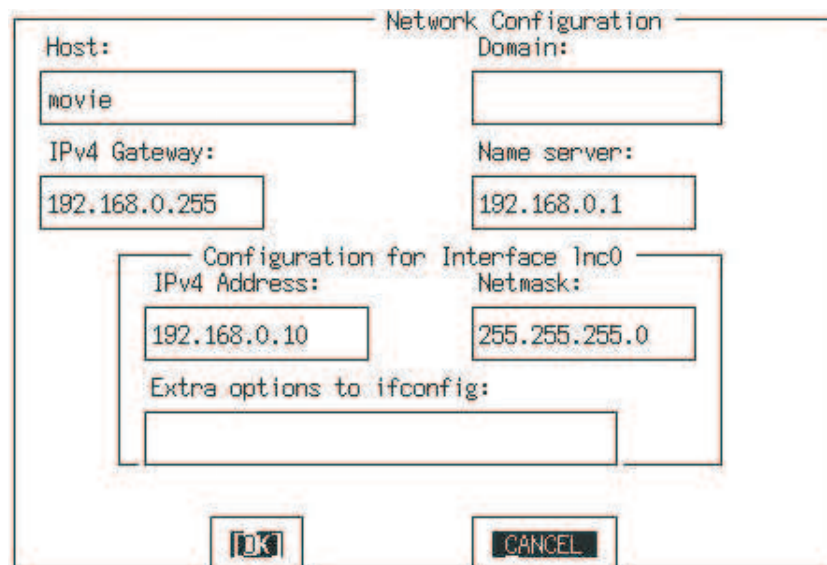 Network Configuration
Host: Domain:
movie
IPv4 Gateway: Name server:
192.168.0.255 192.168.0.1
Configuration for Interface lnc0
IPv4 Address: Netmask:
192.168.0.10 255.255.255.0
Extra options to ifconfig:
[OK] CANCEL